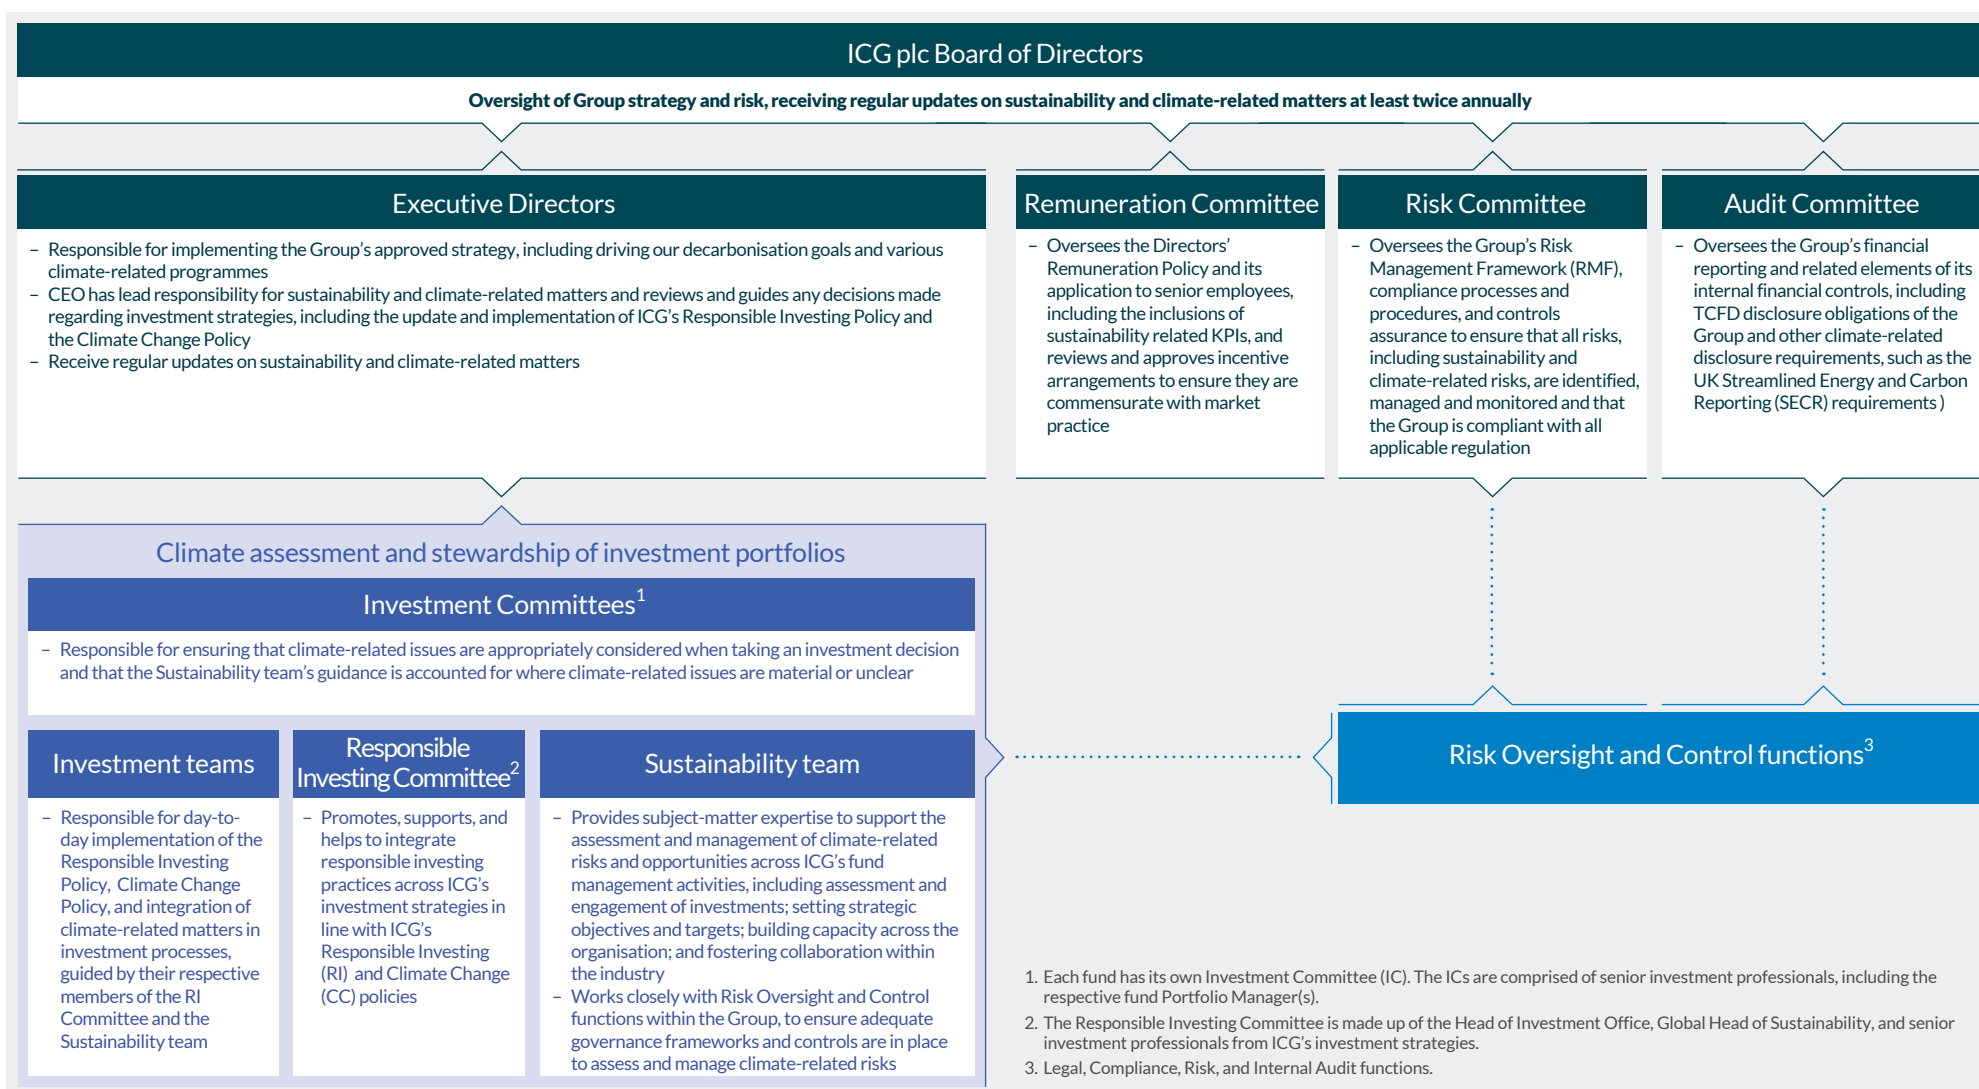 ICG plc Board of Directors
Oversight of Group strategy and risk, receiving regular updates on sustainability and climate-related matters at least twice annually
Executive Directors
– Responsible for implementing the Group's approved strategy, including driving our decarbonisation goals and various
climate-related programmes
– CEO has lead responsibility for sustainability and climate-related matters and reviews and guides any decisions made
regarding investment strategies, including the update and implementation of ICG's Responsible Investing Policy and
the Climate Change Policy
– Receive regular updates on sustainability and climate-related matters
Remuneration Committee
– Oversees the Directors'
Remuneration Policy and its
application to senior employees,
including the inclusions of
sustainability related KPIs, and
reviews and approves incentive
arrangements to ensure they are
commensurate with market
practice
Risk Committee
– Oversees the Group's Risk
Management Framework (RMF),
compliance processes and
procedures, and controls
assurance to ensure that all risks,
including sustainability and
climate-related risks, are identified,
managed and monitored and that
the Group is compliant with all
applicable regulation
Audit Committee
– Oversees the Group's financial
reporting and related elements of its
internal financial controls, including
TCFD disclosure obligations of the
Group and other climate-related
disclosure requirements, such as the
UK Streamlined Energy and Carbon
Reporting (SECR) requirements )
Climate assessment and stewardship of investment portfolios
Investment Committees1
– Responsible for ensuring that climate-related issues are appropriately considered when taking an investment decision
and that the Sustainability team's guidance is accounted for where climate-related issues are material or unclear
Investment teams
– Responsible for day-to-
day implementation of the
Responsible Investing
Policy, Climate Change
Policy, and integration of
climate-related matters in
investment processes,
guided by their respective
members of the RI
Committee and the
Sustainability team
Responsible
Investing Committee2
– Promotes, supports, and
helps to integrate
responsible investing
practices across ICG's
investment strategies in
line with ICG's
Responsible Investing
(RI) and Climate Change
(CC) policies
Sustainability team
– Provides subject-matter expertise to support the
assessment and management of climate-related
risks and opportunities across ICG's fund
management activities, including assessment and
engagement of investments; setting strategic
objectives and targets; building capacity across the
organisation; and fostering collaboration within
the industry
– Works closely with Risk Oversight and Control
functions within the Group, to ensure adequate
governance frameworks and controls are in place
to assess and manage climate-related risks
Risk Oversight and Control functions3
1. Each fund has its own Investment Committee (IC). The ICs are comprised of senior investment professionals, including the
respective fund Portfolio Manager(s).
2. The Responsible Investing Committee is made up of the Head of Investment Office, Global Head of Sustainability, and senior
investment professionals from ICG's investment strategies.
3. Legal, Compliance, Risk, and Internal Audit functions.